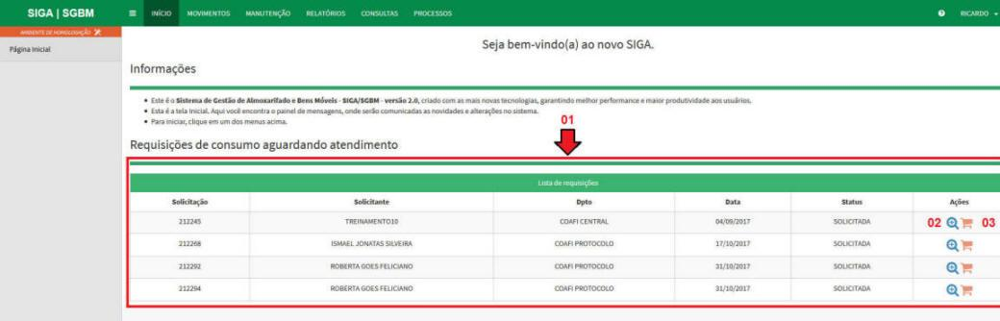 SIGA | SGBM
INÍCIO MOVIMENTOS MANUTENÇÃO RELATÓRIOS CONSULTAS PROCESSOS RICARDO
AMBIENTE DE HOMOLOGAÇÃO
Página Inicial
Seja bem-vindo(a) ao novo SIGA.
Informações
Este é o Sistema de Gestão de Almoxarifado e Bens Móveis - SIGA/SGBM - versão 2.0, criado com as mais novas tecnologias, garantindo melhor performance e maior produtividade aos usuários.
Esta é a tela Inicial. Aqui você encontra o painel de mensagens, onde serão comunicadas as novidades e alterações no sistema.
Para iniciar, clique em um dos menus acima.
01
Requisições de consumo aguardando atendimento
Lista de requisições
Solicitação Solicitante Dpto Data Status Ações
212245 TREINAMENTO10 COAFI CENTRAL 04/09/2017 SOLICITADA 02 03
212268 ISMAEL JONATAS SILVEIRA COAFI PROTOCOLO 17/10/2017 SOLICITADA
212292 ROBERTA GOES FELICIANO COAFI PROTOCOLO 31/10/2017 SOLICITADA
212294 ROBERTA GOES FELICIANO COAFI PROTOCOLO 31/10/2017 SOLICITADA